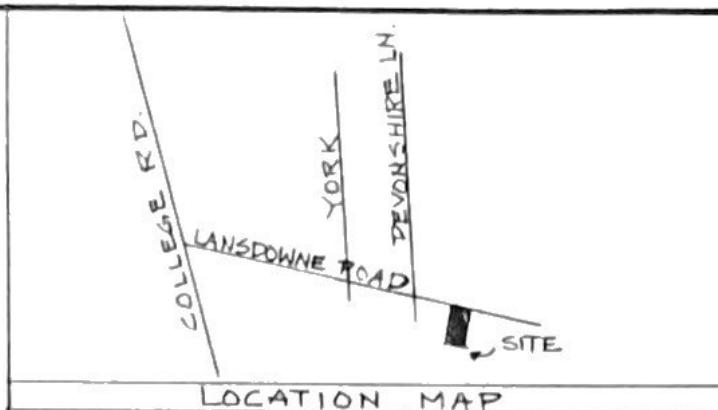 COLLEGE RD.
YORK
DEVONSHIRE LN.
LANSDOWNE ROAD
SITE
LOCATION MAP